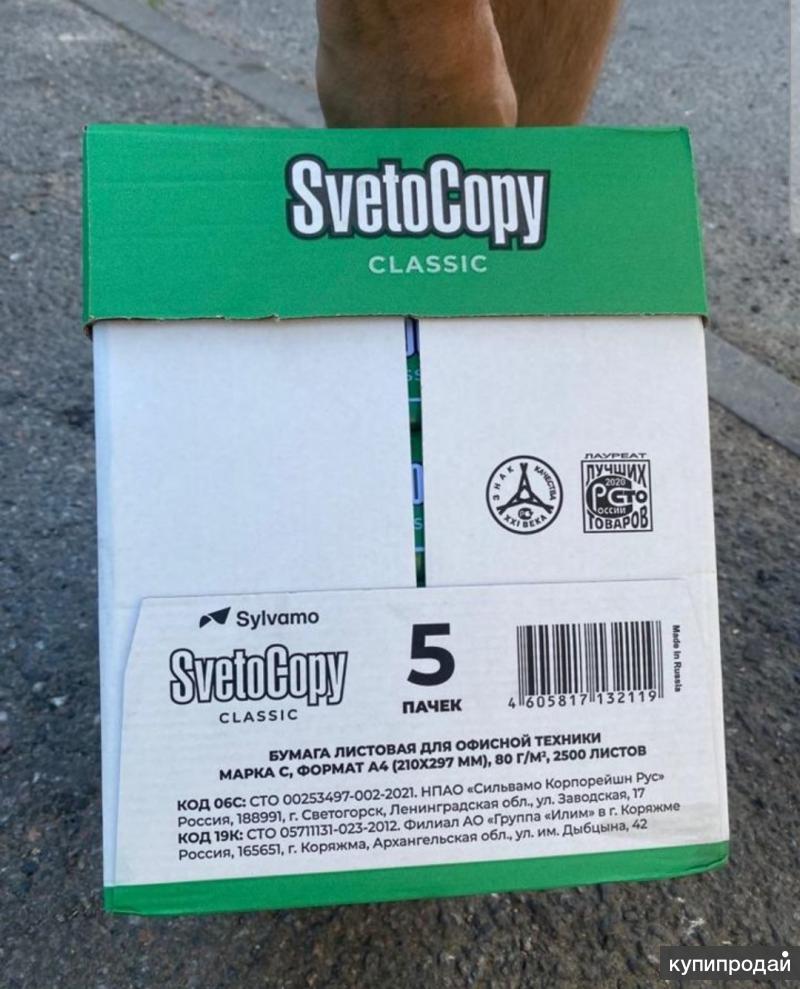 SvetoCopy
CLASSIC
ЗНАК КАЧЕСТВА
XXI ВЕКА
ЛАУРЕАТ
ЛУЧШИХ
2020
РСТО
ОССИИ
ТОВАРОВ
Sylvamo
SvetoCopy
CLASSIC
5
ПАЧЕК
4 605817 132119
Made in Russia
БУМАГА ЛИСТОВАЯ ДЛЯ ОФИСНОЙ ТЕХНИКИ
МАРКА С, ФОРМАТ А4 (210X297 ММ), 80 Г/М², 2500 ЛИСТОВ
КОД 06С: СТО 00253497-002-2021. НПАО «Сильвамо Корпорейшн Рус»
Россия, 188991, г. Светогорск, Ленинградская обл., ул. Заводская, 17
КОД 19К: СТО 05711131-023-2012. Филиал АО «Группа «Илим» в г. Коряжме
Россия, 165651, г. Коряжма, Архангельская обл., ул. им. Дыбцына, 42
купипродай